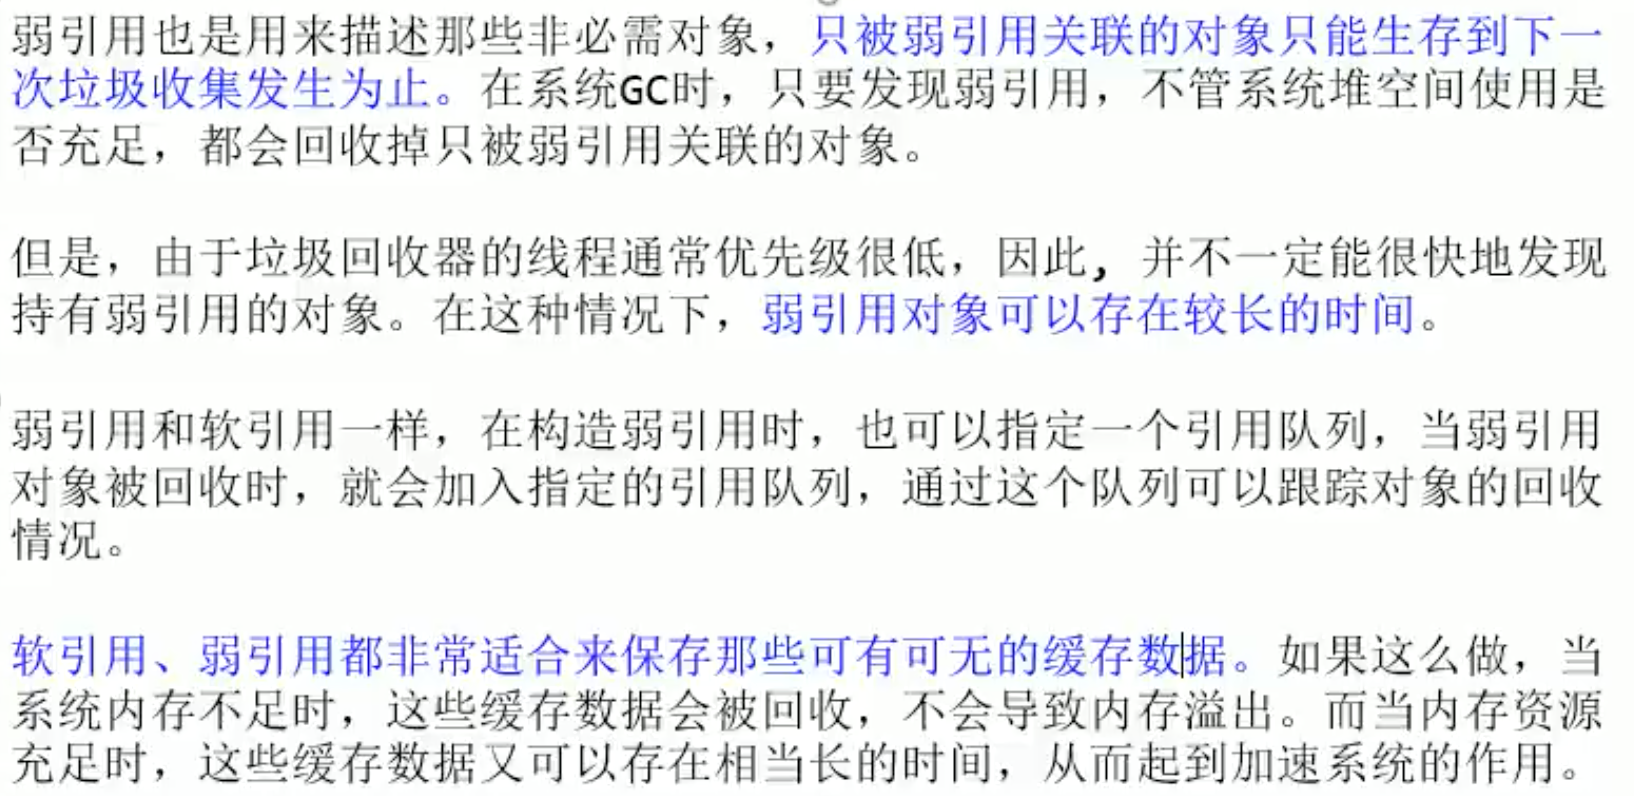 弱引用也是用来描述那些非必需对象，只被弱引用关联的对象只能生存到下一
次垃圾收集发生为止。在系统GC时，只要发现弱引用，不管系统堆空间使用是
否充足，都会回收掉只被弱引用关联的对象。
但是，由于垃圾回收器的线程通常优先级很低，因此，并不一定能很快地发现
持有弱引用的对象。在这种情况下，弱引用对象可以存在较长的时间。
弱引用和软引用一样，在构造弱引用时，也可以指定一个引用队列，当弱引用
对象被回收时，就会加入指定的引用队列，通过这个队列可以跟踪对象的回收
情况。
软引用、弱引用都非常适合来保存那些可有可无的缓存数据。如果这么做，当
系统内存不足时，这些缓存数据会被回收，不会导致内存溢出。而当内存资源
充足时，这些缓存数据又可以存在相当长的时间，从而起到加速系统的作用。